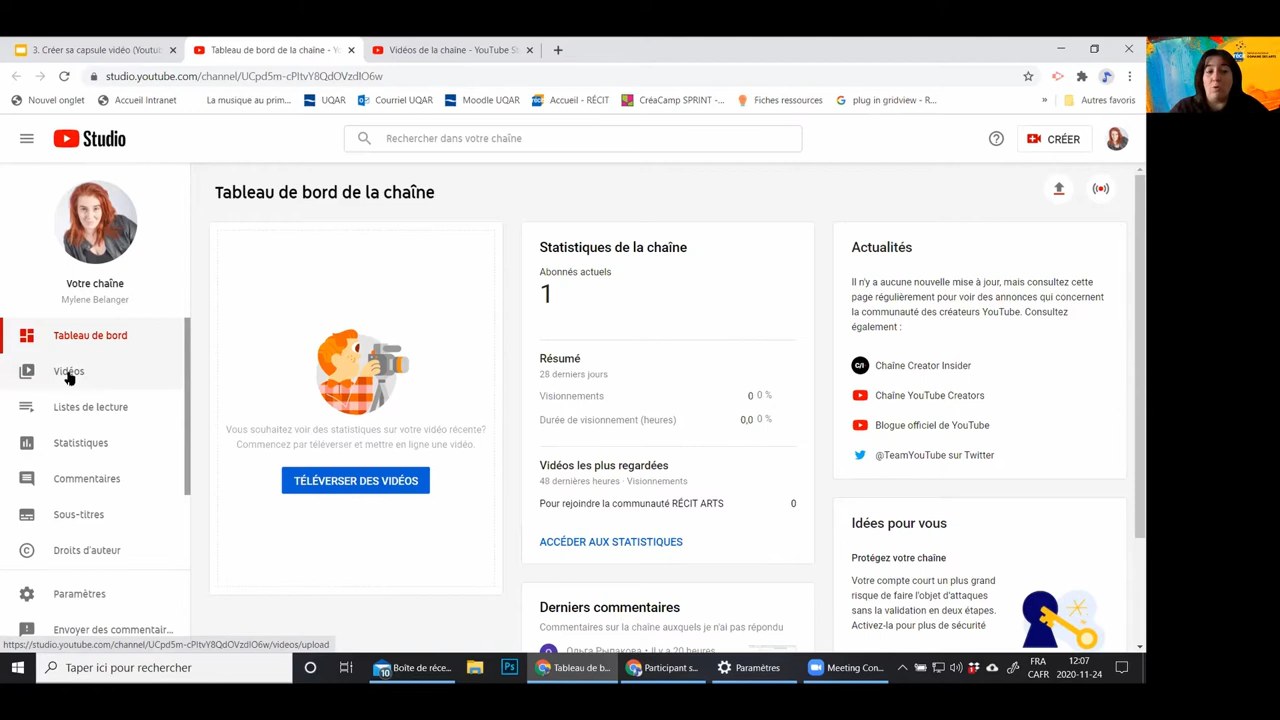 3. Créer sa capsule vidéo (Youtu
Tableau de bord de la chaîne - Yo
Vidéos de la chaîne - YouTube St
studio.youtube.com/channel/UCpd5m-cPItvY8QdOVzdIO6w
Nouvel onglet
Accueil Intranet
La musique au prim...
UQAR
Courriel UQAR
Moodle UQAR
Accueil - RÉCIT
CréaCamp SPRINT -...
Fiches ressources
plug in gridview - R...
»
Autres favoris
Studio
Rechercher dans votre chaîne
CRÉER
Tableau de bord de la chaîne
Votre chaîne
Mylene Belanger
Tableau de bord
Vidéos
Listes de lecture
Statistiques
Commentaires
Sous-titres
Droits d'auteur
Paramètres
Envoyer des commentair...
https://studio.youtube.com/channel/UCpd5m-cPItvY8QdOVzdIO6w/videos/upload
Vous souhaitez voir des statistiques sur votre vidéo récente?
Commencez par téléverser et mettre en ligne une vidéo.
TÉLÉVERSER DES VIDÉOS
Statistiques de la chaîne
Abonnés actuels
1
Résumé
28 derniers jours
Visionnements 0 0 %
Durée de visionnement (heures) 0,0 0 %
Vidéos les plus regardées
48 dernières heures · Visionnements
Pour rejoindre la communauté RÉCIT ARTS 0
ACCÉDER AUX STATISTIQUES
Derniers commentaires
Commentaires sur la chaîne auxquels je n'ai pas répondu
Ольга Рыпакова • Il y a 20 heures
Actualités
Il n'y a aucune nouvelle mise à jour, mais consultez cette
page régulièrement pour voir des annonces qui concernent
la communauté des créateurs YouTube. Consultez
également :
C/I
Chaîne Creator Insider
Chaîne YouTube Creators
Blogue officiel de YouTube
@TeamYouTube sur Twitter
Idées pour vous
Protégez votre chaîne
Votre compte court un plus grand
risque de faire l'objet d'attaques
sans la validation en deux étapes.
Activez-la pour plus de sécurité
Taper ici pour rechercher
10
Boîte de réce...
Ps
Tableau de b...
Participant s...
Paramètres
Meeting Con...
FRA
CAFR
12:07
2020-11-24